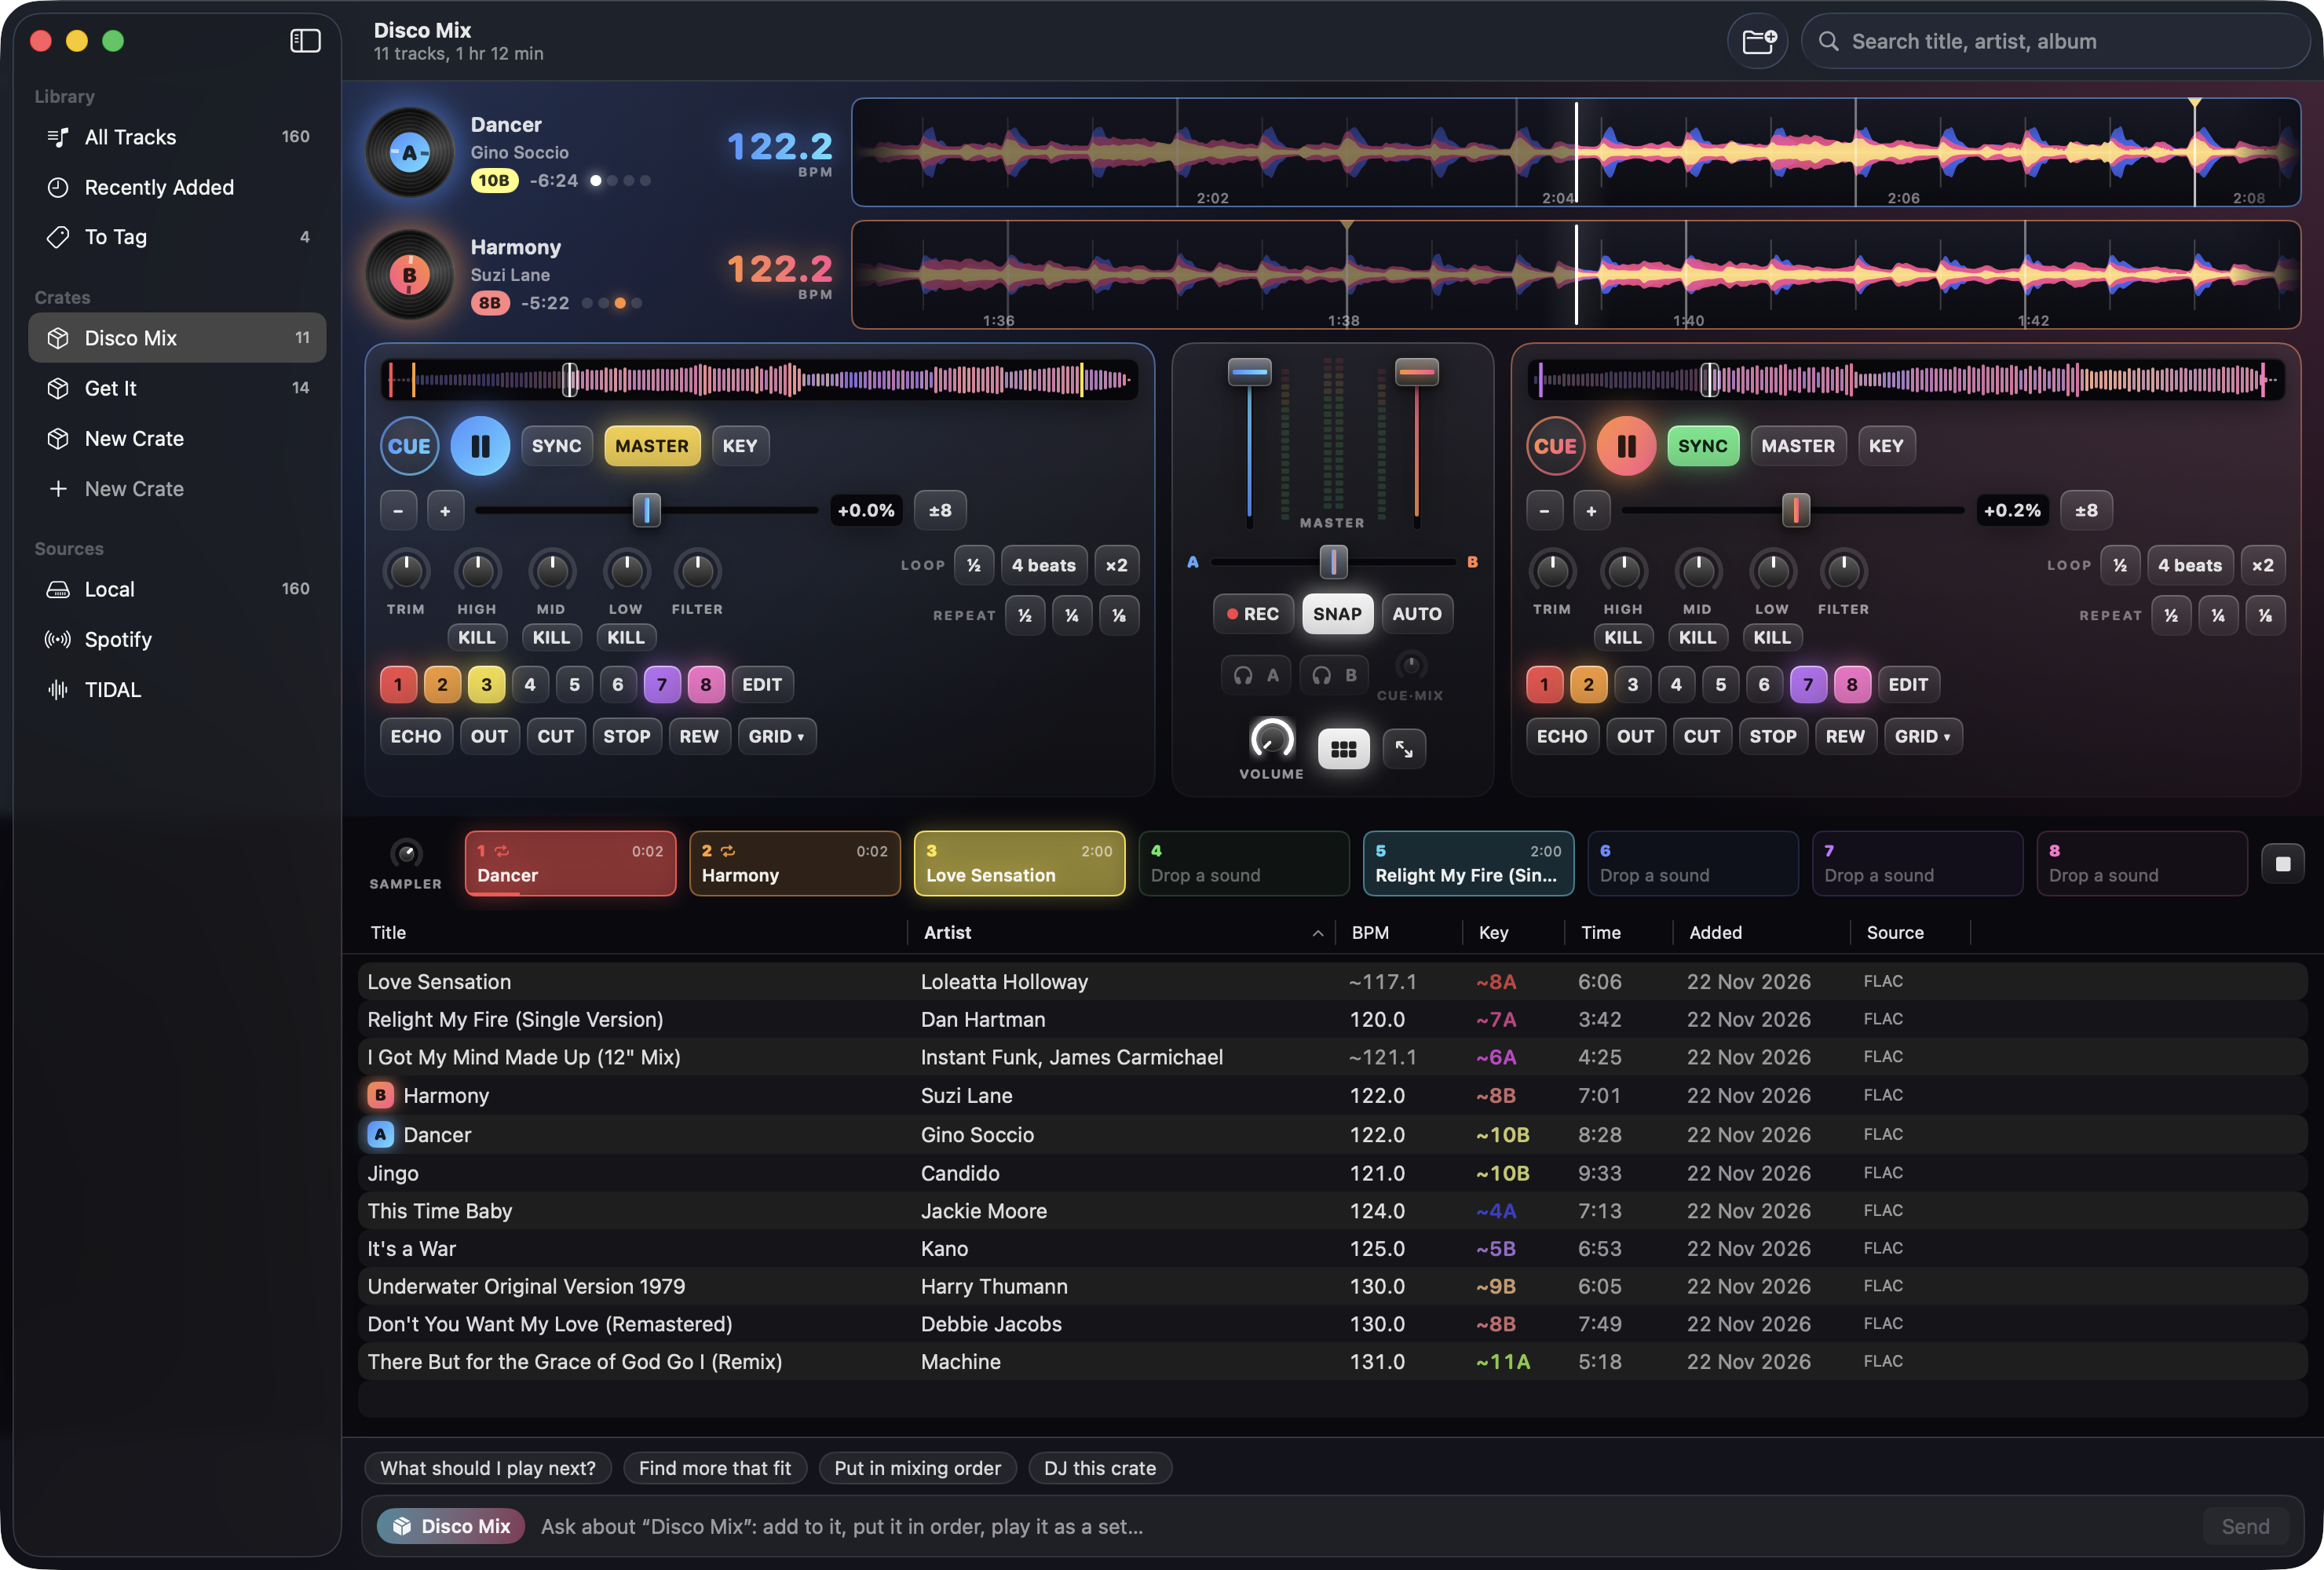 Disco Mix
11 tracks, 1 hr 12 min
Search title, artist, album
Library
All Tracks 160
Recently Added
To Tag 4
Crates
Disco Mix 11
Get It 14
New Crate
New Crate
Sources
Local 160
Spotify
TIDAL
A
Dancer
Gino Soccio
10B -6:24
122.2
BPM
2:02 2:04 2:06 2:08
B
Harmony
Suzi Lane
8B -5:22
122.2
BPM
1:36 1:38 1:40 1:42
CUE SYNC MASTER KEY
- + +0.0% ±8
TRIM HIGH MID LOW FILTER
KILL KILL KILL
LOOP ½ 4 beats ×2
REPEAT ½ ¼ ⅛
1 2 3 4 5 6 7 8 EDIT
ECHO OUT CUT STOP REW GRID ▾
MASTER
A B
REC SNAP AUTO
A B CUE-MIX
VOLUME
CUE SYNC MASTER KEY
- + +0.2% ±8
TRIM HIGH MID LOW FILTER
KILL KILL KILL
LOOP ½ 4 beats ×2
REPEAT ½ ¼ ⅛
1 2 3 4 5 6 7 8 EDIT
ECHO OUT CUT STOP REW GRID ▾
SAMPLER
1 0:02
Dancer
2 0:02
Harmony
3 2:00
Love Sensation
4
Drop a sound
5 2:00
Relight My Fire (Sin...
6
Drop a sound
7
Drop a sound
8
Drop a sound
Title Artist BPM Key Time Added Source
Love Sensation Loleatta Holloway ~117.1 ~8A 6:06 22 Nov 2026 FLAC
Relight My Fire (Single Version) Dan Hartman 120.0 ~7A 3:42 22 Nov 2026 FLAC
I Got My Mind Made Up (12" Mix) Instant Funk, James Carmichael ~121.1 ~6A 4:25 22 Nov 2026 FLAC
B Harmony Suzi Lane 122.0 ~8B 7:01 22 Nov 2026 FLAC
A Dancer Gino Soccio 122.0 ~10B 8:28 22 Nov 2026 FLAC
Jingo Candido 121.0 ~10B 9:33 22 Nov 2026 FLAC
This Time Baby Jackie Moore 124.0 ~4A 7:13 22 Nov 2026 FLAC
It's a War Kano 125.0 ~5B 6:53 22 Nov 2026 FLAC
Underwater Original Version 1979 Harry Thumann 130.0 ~9B 6:05 22 Nov 2026 FLAC
Don't You Want My Love (Remastered) Debbie Jacobs 130.0 ~8B 7:49 22 Nov 2026 FLAC
There But for the Grace of God Go I (Remix) Machine 131.0 ~11A 5:18 22 Nov 2026 FLAC
What should I play next? Find more that fit Put in mixing order DJ this crate
Disco Mix Ask about “Disco Mix”: add to it, put it in order, play it as a set... Send